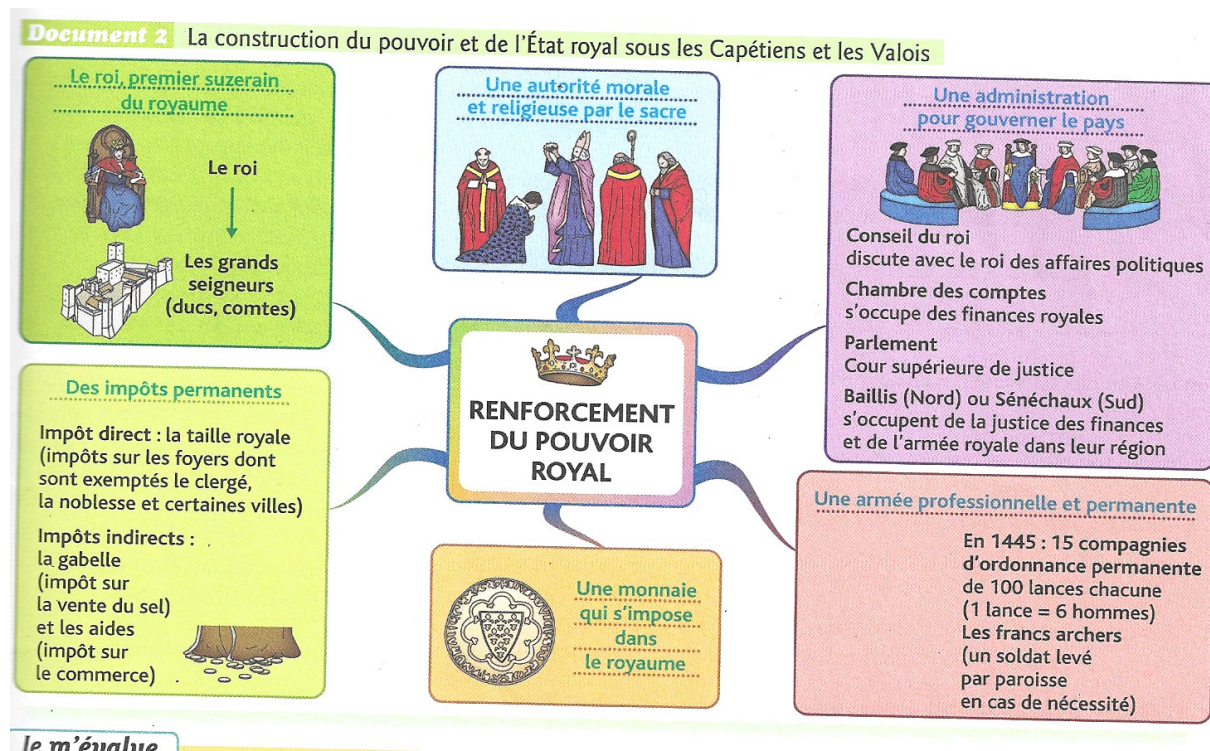 Document 2 La construction du pouvoir et de l'État royal sous les Capétiens et les Valois
Le roi, premier suzerain
du royaume
Le roi
Les grands
seigneurs
(ducs, comtes)
Une autorité morale
et religieuse par le sacre
Une administration
pour gouverner le pays
Conseil du roi
discute avec le roi des affaires politiques
Chambre des comptes
s'occupe des finances royales
Parlement
Cour supérieure de justice
Baillis (Nord) ou Sénéchaux (Sud)
s'occupent de la justice des finances
et de l'armée royale dans leur région
RENFORCEMENT
DU POUVOIR
ROYAL
Des impôts permanents
Impôt direct : la taille royale
(impôts sur les foyers dont
sont exemptés le clergé,
la noblesse et certaines villes)
Impôts indirects :
la gabelle
(impôt sur
la vente du sel)
et les aides
(impôt sur
le commerce)
Une monnaie
qui s'impose
dans
le royaume
Une armée professionnelle et permanente
En 1445 : 15 compagnies
d'ordonnance permanente
de 100 lances chacune
(1 lance = 6 hommes)
Les francs archers
(un soldat levé
par paroisse
en cas de nécessité)
Je m'évalue